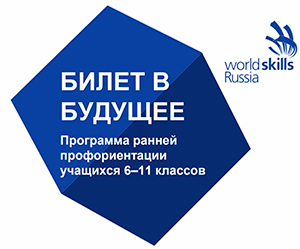 worldskills
Russia
БИЛЕТ В
БУДУЩЕЕ
Программа ранней
профориентации
учащихся 6–11 классов